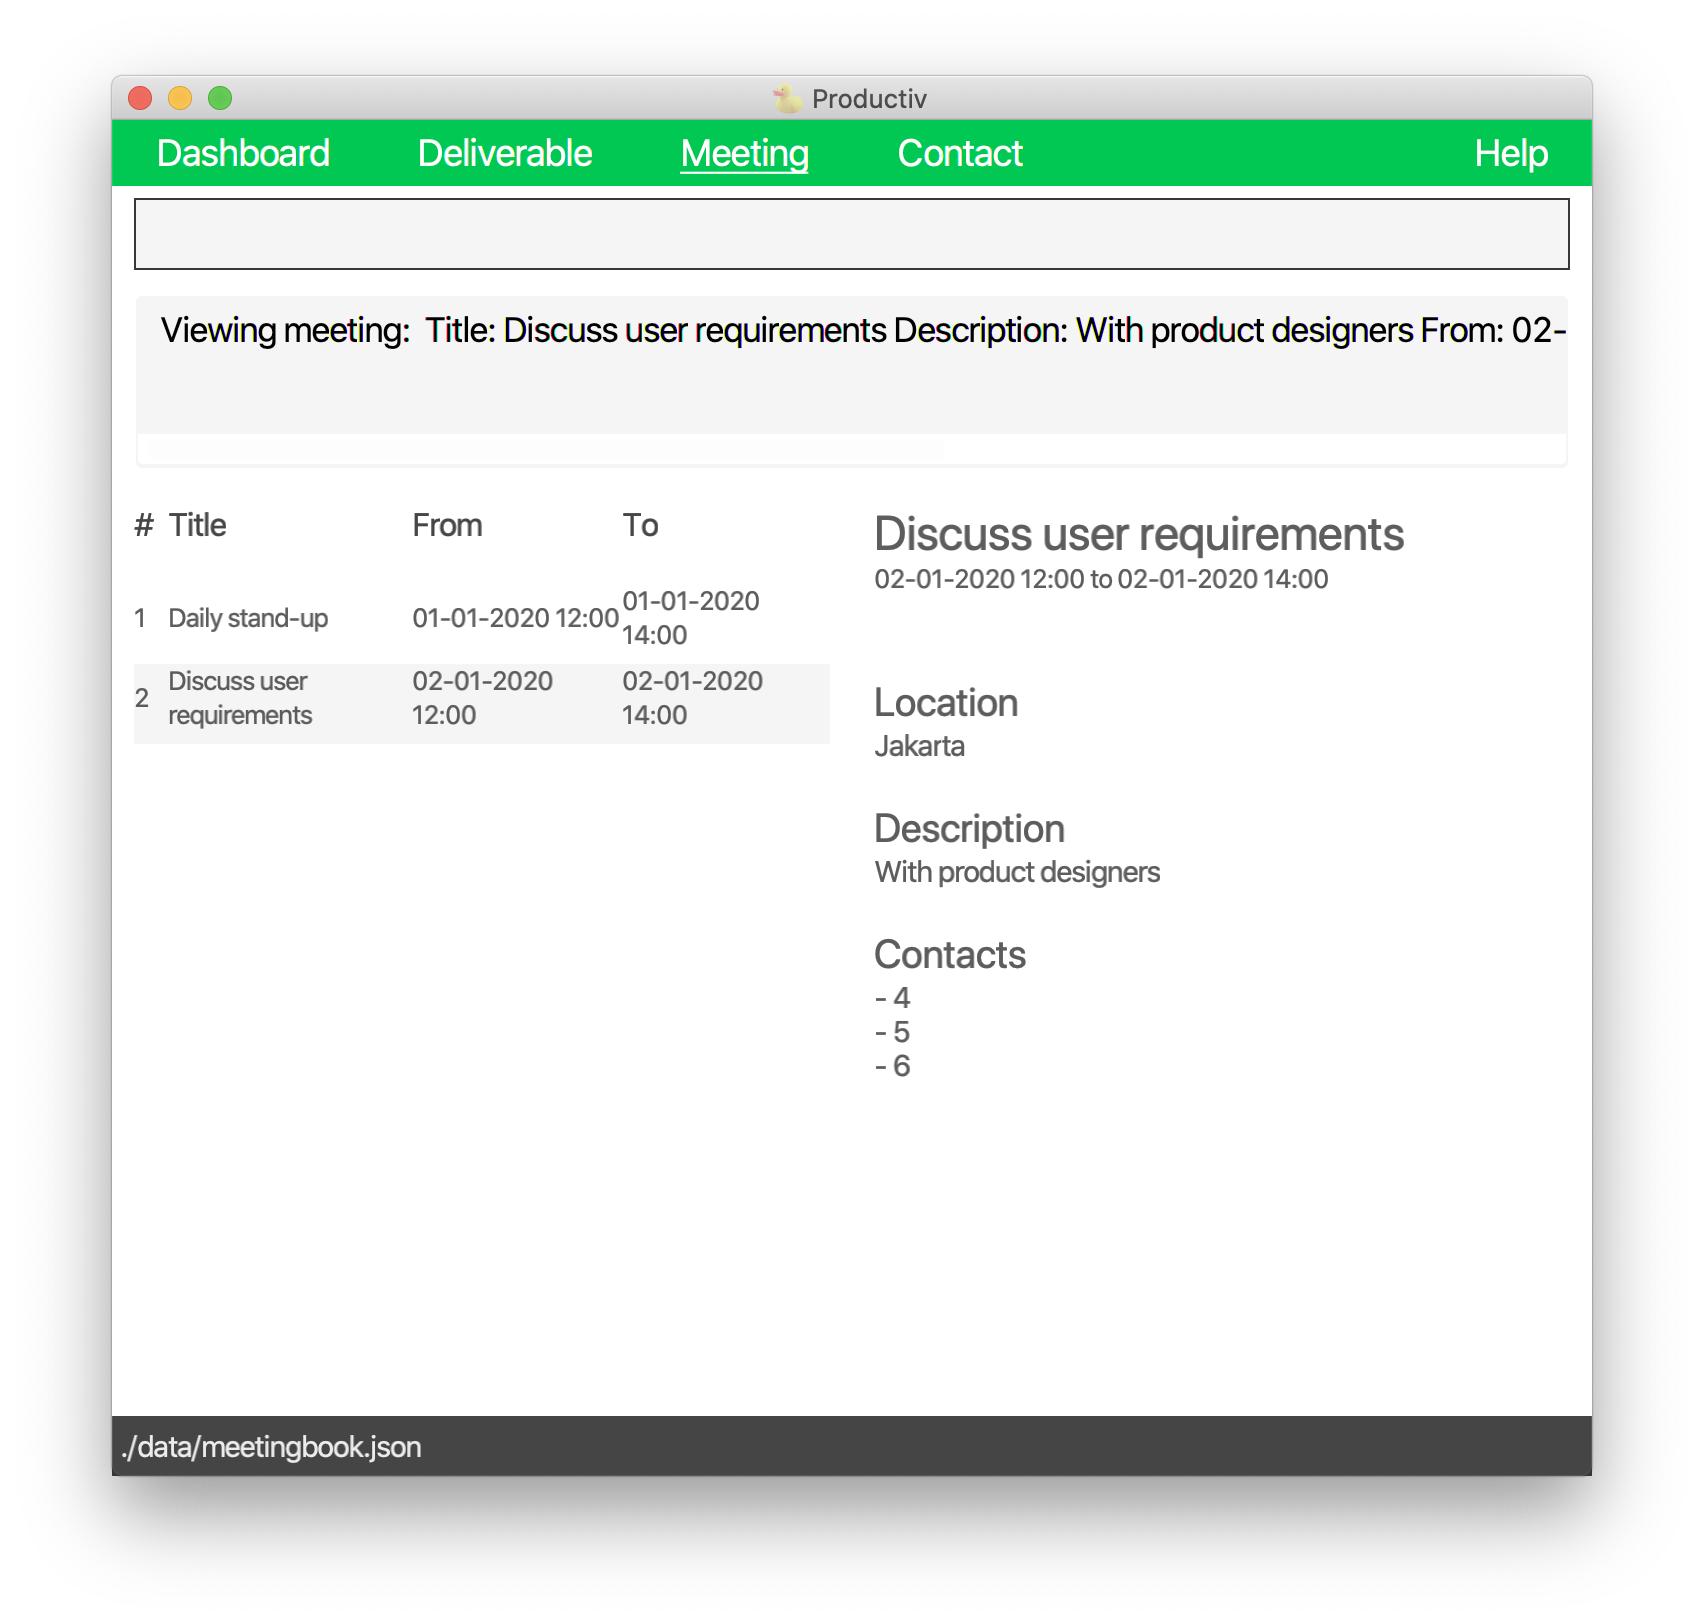 Productiv
Dashboard Deliverable Meeting Contact Help
Viewing meeting: Title: Discuss user requirements Description: With product designers From: 02-
# Title From To
1 Daily stand-up 01-01-2020 12:00 01-01-2020
14:00
2 Discuss user requirements 02-01-2020 12:00 02-01-2020 14:00
Discuss user requirements
02-01-2020 12:00 to 02-01-2020 14:00
Location
Jakarta
Description
With product designers
Contacts
- 4
- 5
- 6
./data/meetingbook.json